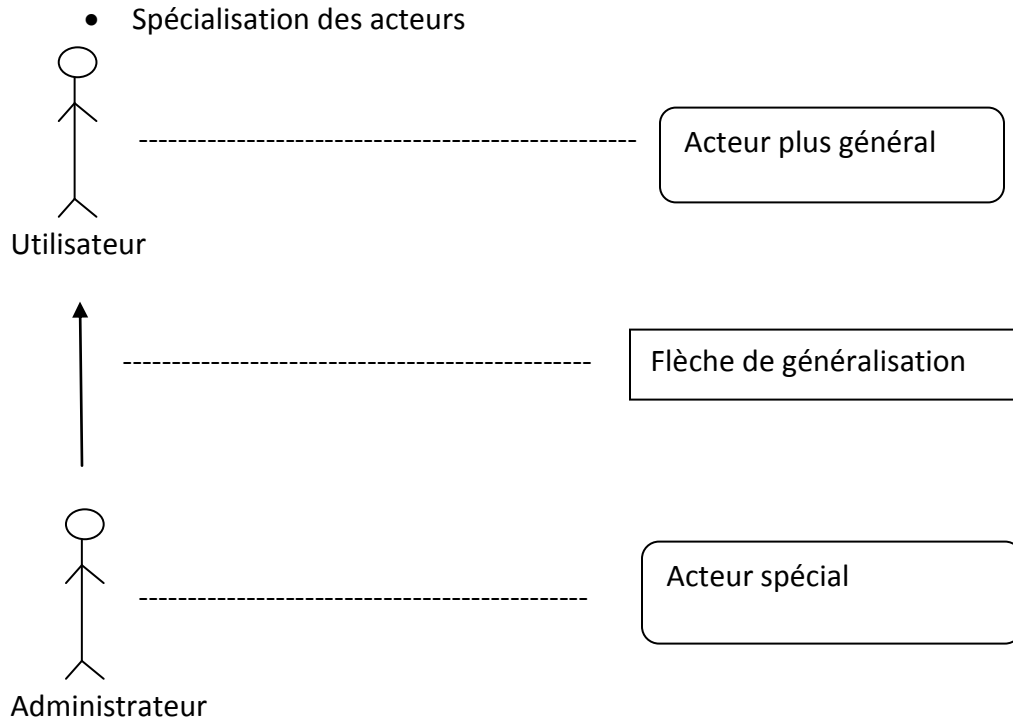 • Spécialisation des acteurs
Acteur plus général
Utilisateur
Flèche de généralisation
Acteur spécial
Administrateur